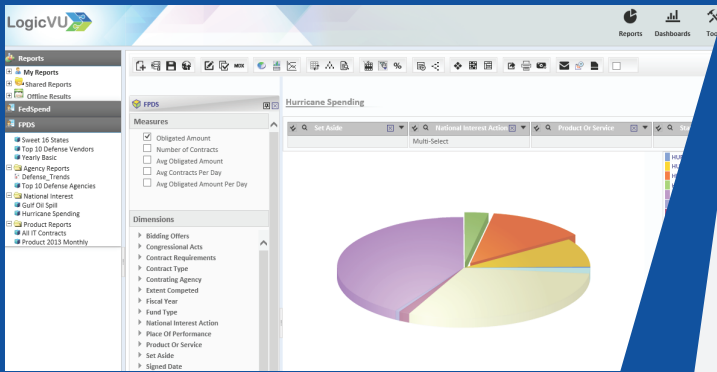 LogicVU
Reports Dashboards
Reports
My Reports
Shared Reports
Offline Results
FedSpend
FPDS
Sweet 16 States
Top 10 Defense Vendors
Yearly Basic
Agency Reports
Defense_Trends
Top 10 Defense Agencies
National Interest
Gulf Oil Spill
Hurricane Spending
Product Reports
All IT Contracts
Product 2013 Monthly
MDX %
FPDS
Measures
Obligated Amount
Number of Contracts
Avg Obligated Amount
Avg Contracts Per Day
Avg Obligated Amount Per Day
Dimensions
Bidding Offers
Congressional Acts
Contract Requirements
Contract Type
Contrating Agency
Extent Competed
Fiscal Year
Fund Type
National Interest Action
Place Of Performance
Product Or Service
Set Aside
Signed Date
Hurricane Spending
Set Aside National Interest Action Product Or Service
Multi-Select